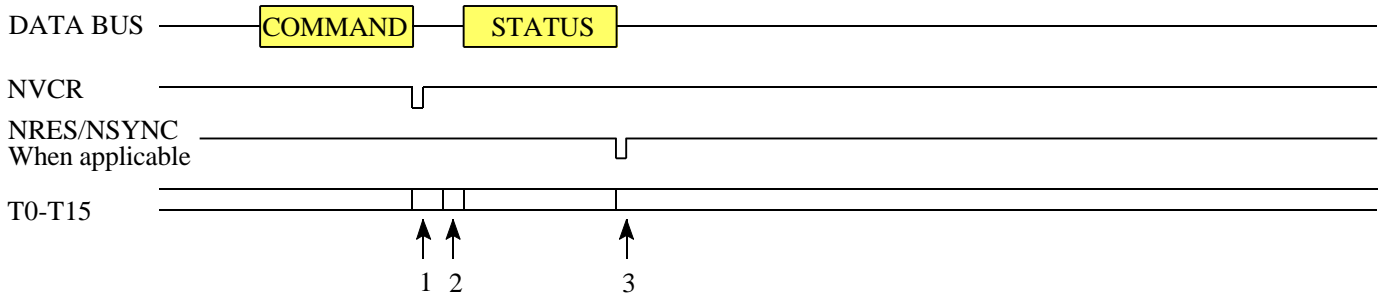 DATA BUS
COMMAND
STATUS
NVCR
NRES/NSYNC
When applicable
T0-T15
1
2
3